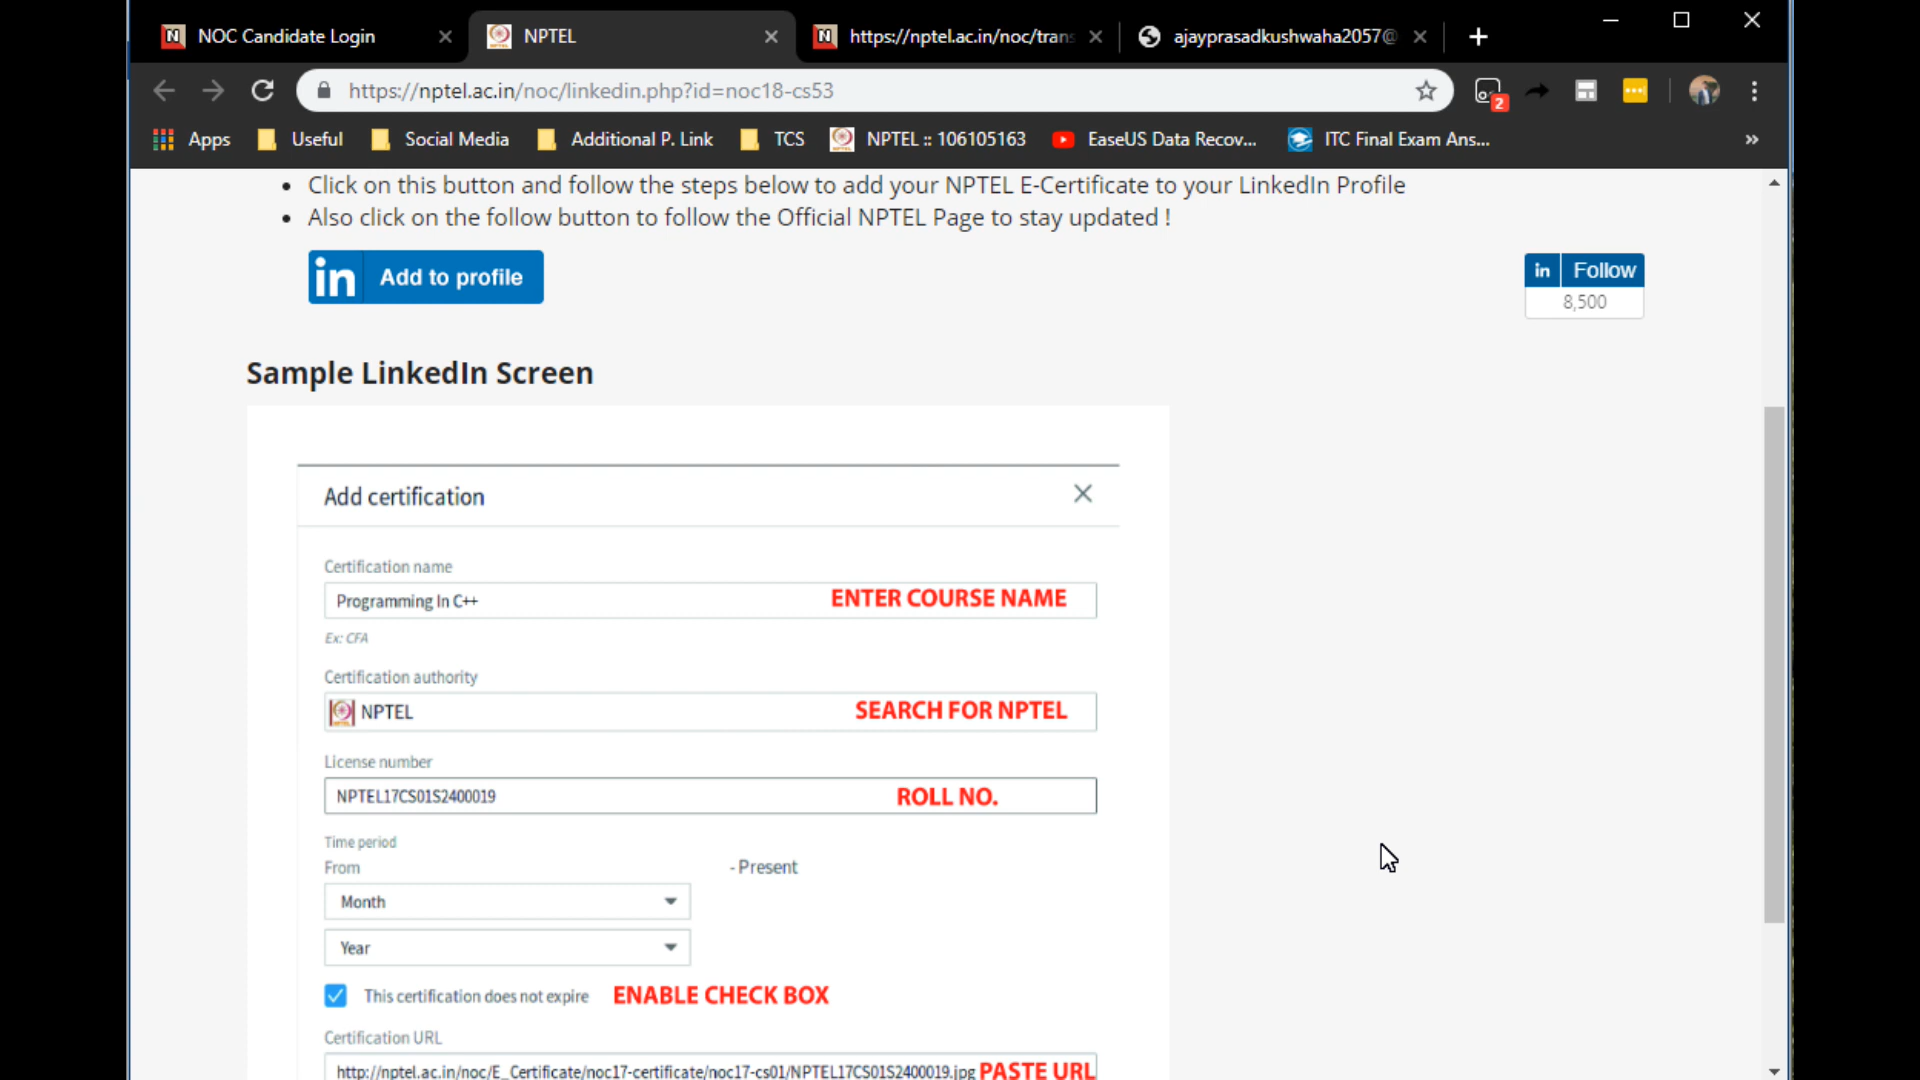 NOC Candidate Login
NPTEL
https://nptel.ac.in/noc/trans
ajayprasadkushwaha2057@
https://nptel.ac.in/noc/linkedin.php?id=noc18-cs53
2
Apps
Useful
Social Media
Additional P. Link
TCS
NPTEL :: 106105163
EaseUS Data Recov...
ITC Final Exam Ans...
»
• Click on this button and follow the steps below to add your NPTEL E-Certificate to your LinkedIn Profile
• Also click on the follow button to follow the Official NPTEL Page to stay updated !
in Add to profile
in Follow
8,500
Sample LinkedIn Screen
Add certification
Certification name
Programming In C++ ENTER COURSE NAME
Ex: CFA
Certification authority
NPTEL SEARCH FOR NPTEL
License number
NPTEL17CS01S2400019 ROLL NO.
Time period
From
- Present
Month
Year
This certification does not expire ENABLE CHECK BOX
Certification URL
http://nptel.ac.in/noc/E_Certificate/noc17-certificate/noc17-cs01/NPTEL17CS01S2400019.jpg PASTE URL